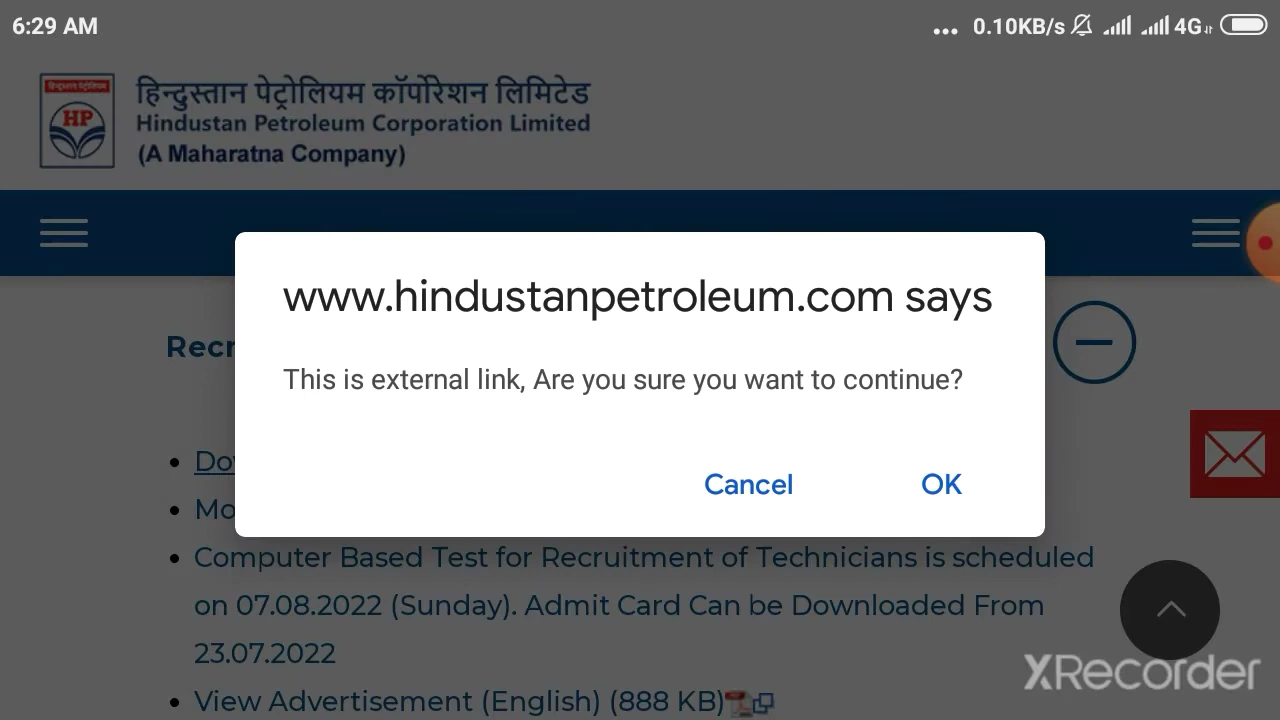 6:29 AM
... 0.10KB/s 4G
हिन्दुस्तान पेट्रोलियम
HP
हिन्दुस्तान पेट्रोलियम कॉर्पोरेशन लिमिटेड
Hindustan Petroleum Corporation Limited
(A Maharatna Company)
www.hindustanpetroleum.com says
This is external link, Are you sure you want to continue?
Cancel OK
Recr
Dov
Mo
Computer Based Test for Recruitment of Technicians is scheduled
on 07.08.2022 (Sunday). Admit Card Can be Downloaded From
23.07.2022
View Advertisement (English) (888 KB)
XRecorder